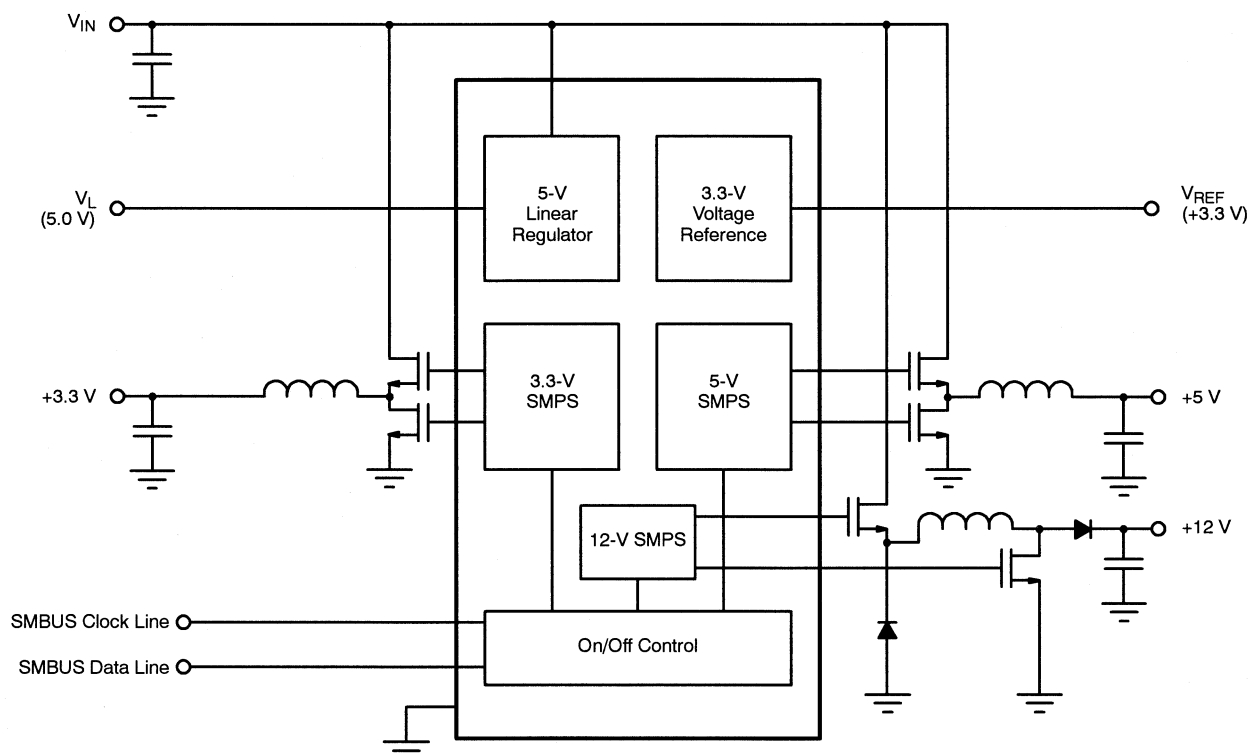 VIN
VL
(5.0 V)
5-V
Linear
Regulator
3.3-V
Voltage
Reference
VREF
(+3.3 V)
+3.3 V
3.3-V
SMPS
5-V
SMPS
+5 V
12-V SMPS
+12 V
SMBUS Clock Line
SMBUS Data Line
On/Off Control